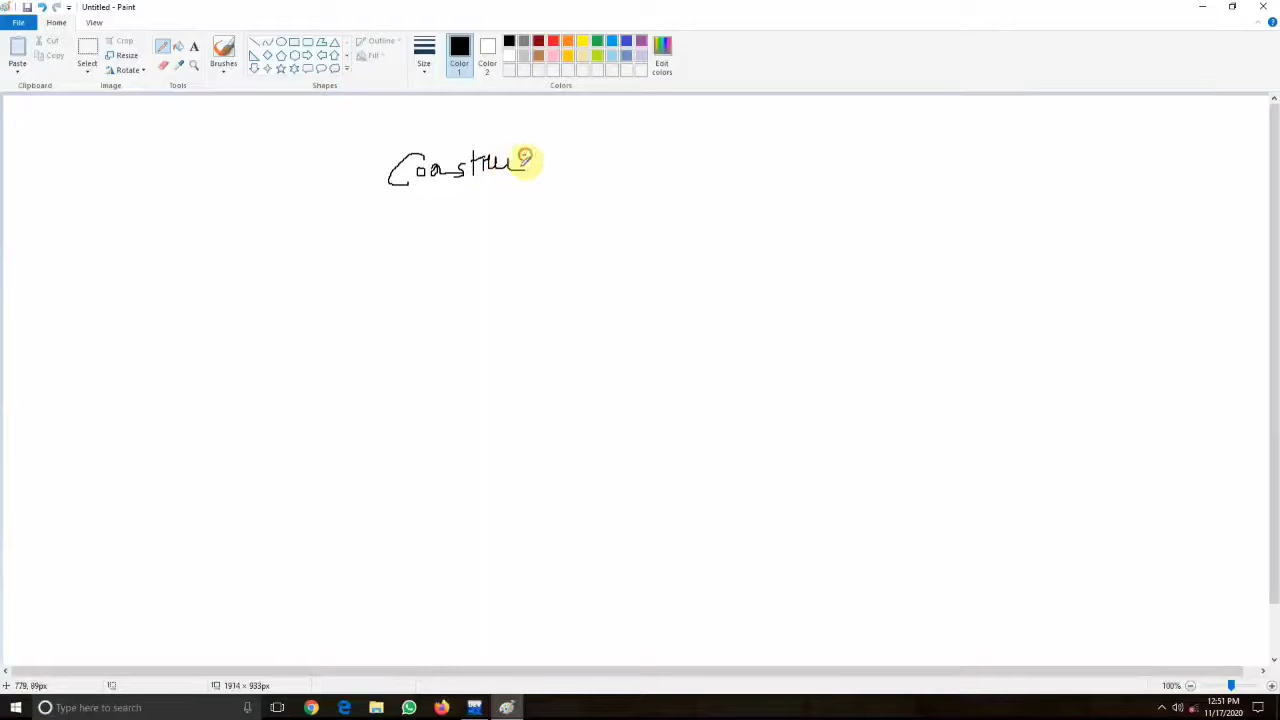 Untitled - Paint
File Home View
Paste Cut Copy Select Crop Resize Rotate A Brushes Outline Fill Size Color 1 Color 2 Edit colors
Clipboard Image Tools Shapes Colors
Constru
779, 89px 1914 × 933px 100%
Type here to search 12:51 PM
11/17/2020